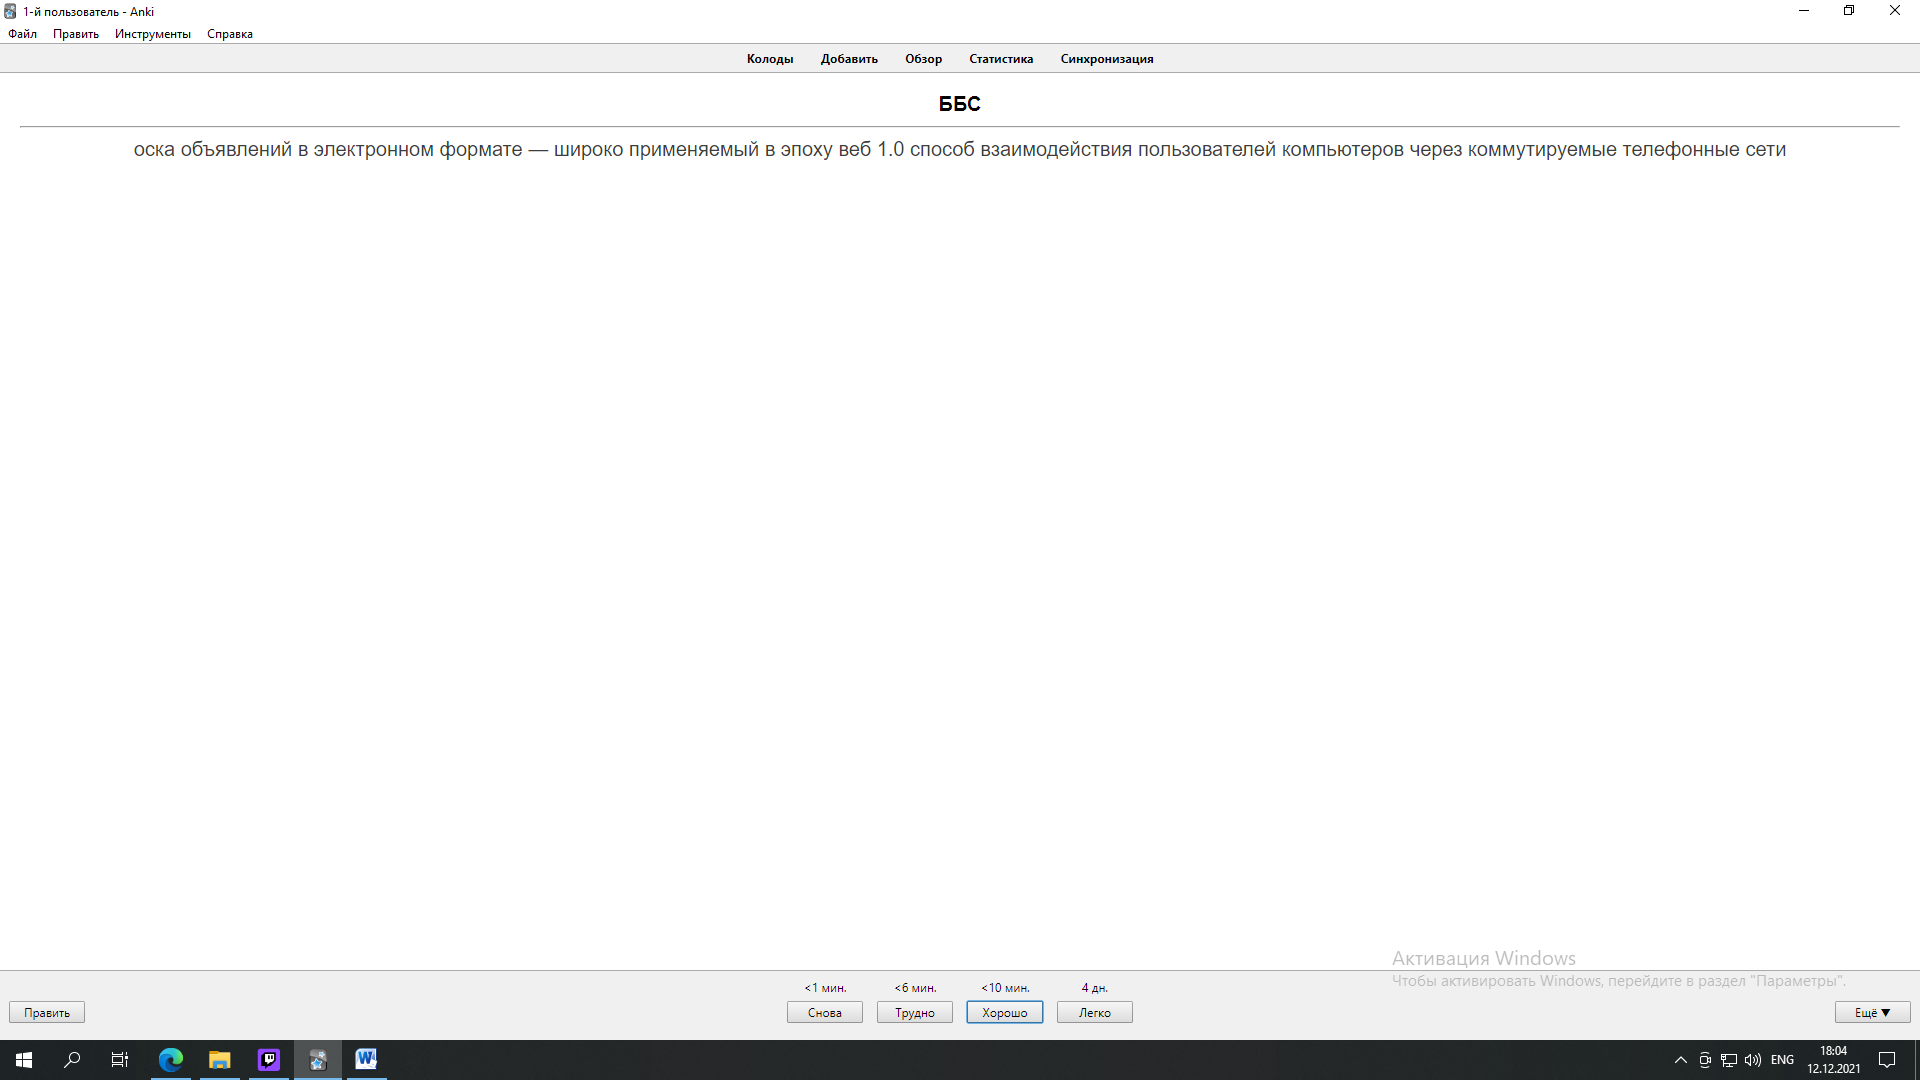 1-й пользователь - Anki
Файл Править Инструменты Справка
Колоды Добавить Обзор Статистика Синхронизация
ББС
оска объявлений в электронном формате — широко применяемый в эпоху веб 1.0 способ взаимодействия пользователей компьютеров через коммутируемые телефонные сети
Активация Windows
Чтобы активировать Windows, перейдите в раздел "Параметры".
<1 мин. <6 мин. <10 мин. 4 дн.
Править Снова Трудно Хорошо Легко Ещё ▼
ENG 18:04
12.12.2021